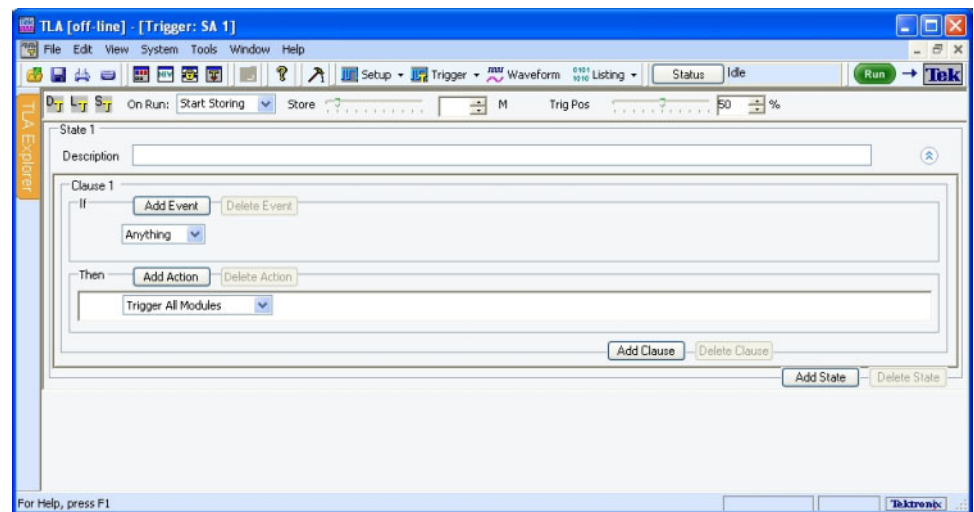 TLA [off-line] - [Trigger: SA 1]
File Edit View System Tools Window Help
Setup Trigger Waveform Listing Status Idle Run Tek
On Run: Start Storing Store M Trig Pos 50 %
TLA Explorer
State 1
Description
Clause 1
If Add Event Delete Event
Anything
Then Add Action Delete Action
Trigger All Modules
Add Clause Delete Clause
Add State Delete State
For Help, press F1 Tektronix